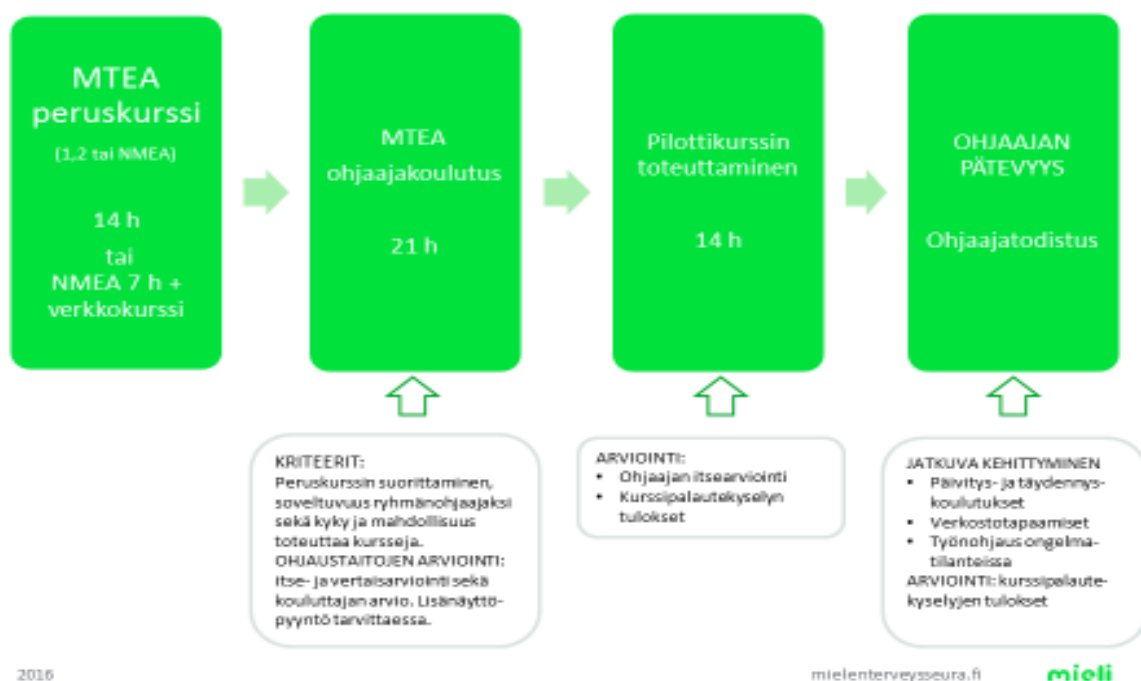 MTEA
peruskurssi
(1,2 tai NMEA)
14 h
tai
NMEA 7 h +
verkkokurssi
MTEA
ohjaajakoulutus
21 h
Pilottikurssin
toteuttaminen
14 h
OHJAAJAN
PÄTEVYYS
Ohjaajatodistus
KRITEERIT:
Peruskurssin suorittaminen,
soveltuvuus ryhmänohjaajaksi
sekä kyky ja mahdollisuus
toteuttaa kursseja.
OHJAUSTAITOJEN ARVIOINTI:
itse- ja vertaisarviointi sekä
kouluttajan arvio. Lisänäyttö-
pyyntö tarvittaessa.
ARVIOINTI:
• Ohjaajan itsearviointi
• Kurssipalautekyselyn
tulokset
JATKUVA KEHITTYMINEN
• Päivitys- ja täydennys-
koulutukset
• Verkostotapaamiset
• Työnohjaus ongelma-
tilanteissa
ARVIOINTI: kurssipalaute-
kyselyjen tulokset
2016
mielenterveysseura.fi
mieli